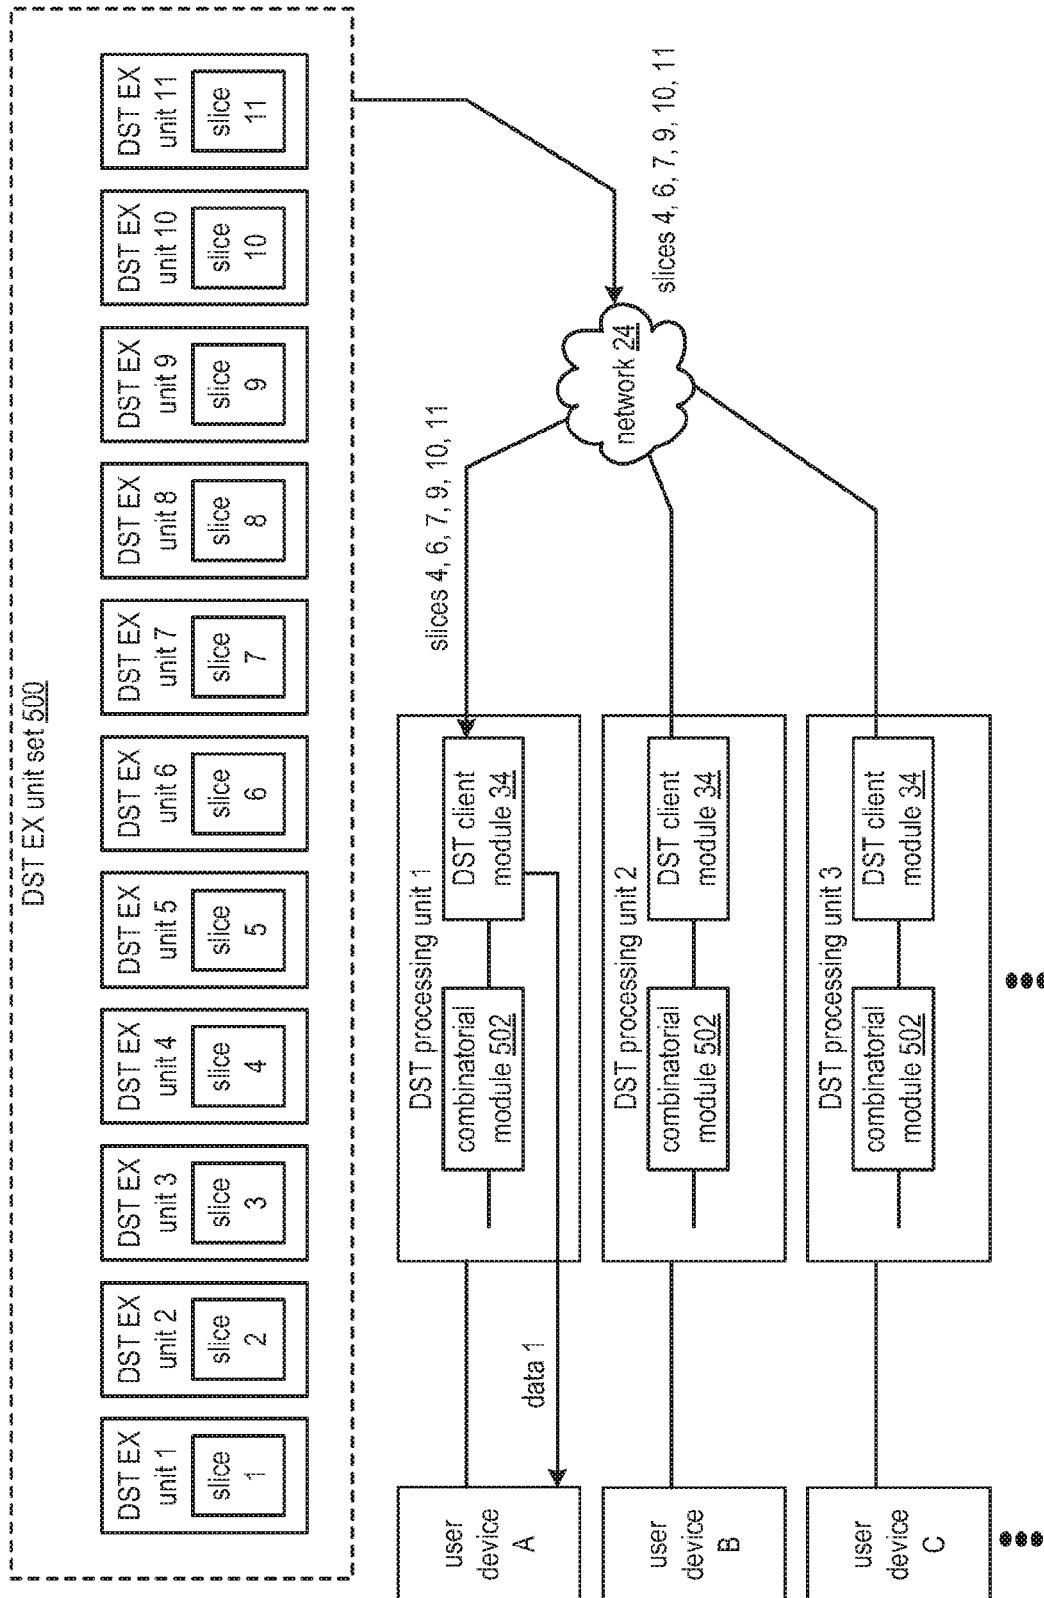 DST EX unit set 500
DST EX
unit 1
slice
1
DST EX
unit 2
slice
2
DST EX
unit 3
slice
3
DST EX
unit 4
slice
4
DST EX
unit 5
slice
5
DST EX
unit 6
slice
6
DST EX
unit 7
slice
7
DST EX
unit 8
slice
8
DST EX
unit 9
slice
9
DST EX
unit 10
slice
10
DST EX
unit 11
slice
11
user
device
A
data 1
DST processing unit 1
combinatorial
module 502
DST client
module 34
slices 4, 6, 7, 9, 10, 11
user
device
B
DST processing unit 2
combinatorial
module 502
DST client
module 34
network 24
slices 4, 6, 7, 9, 10, 11
user
device
C
DST processing unit 3
combinatorial
module 502
DST client
module 34